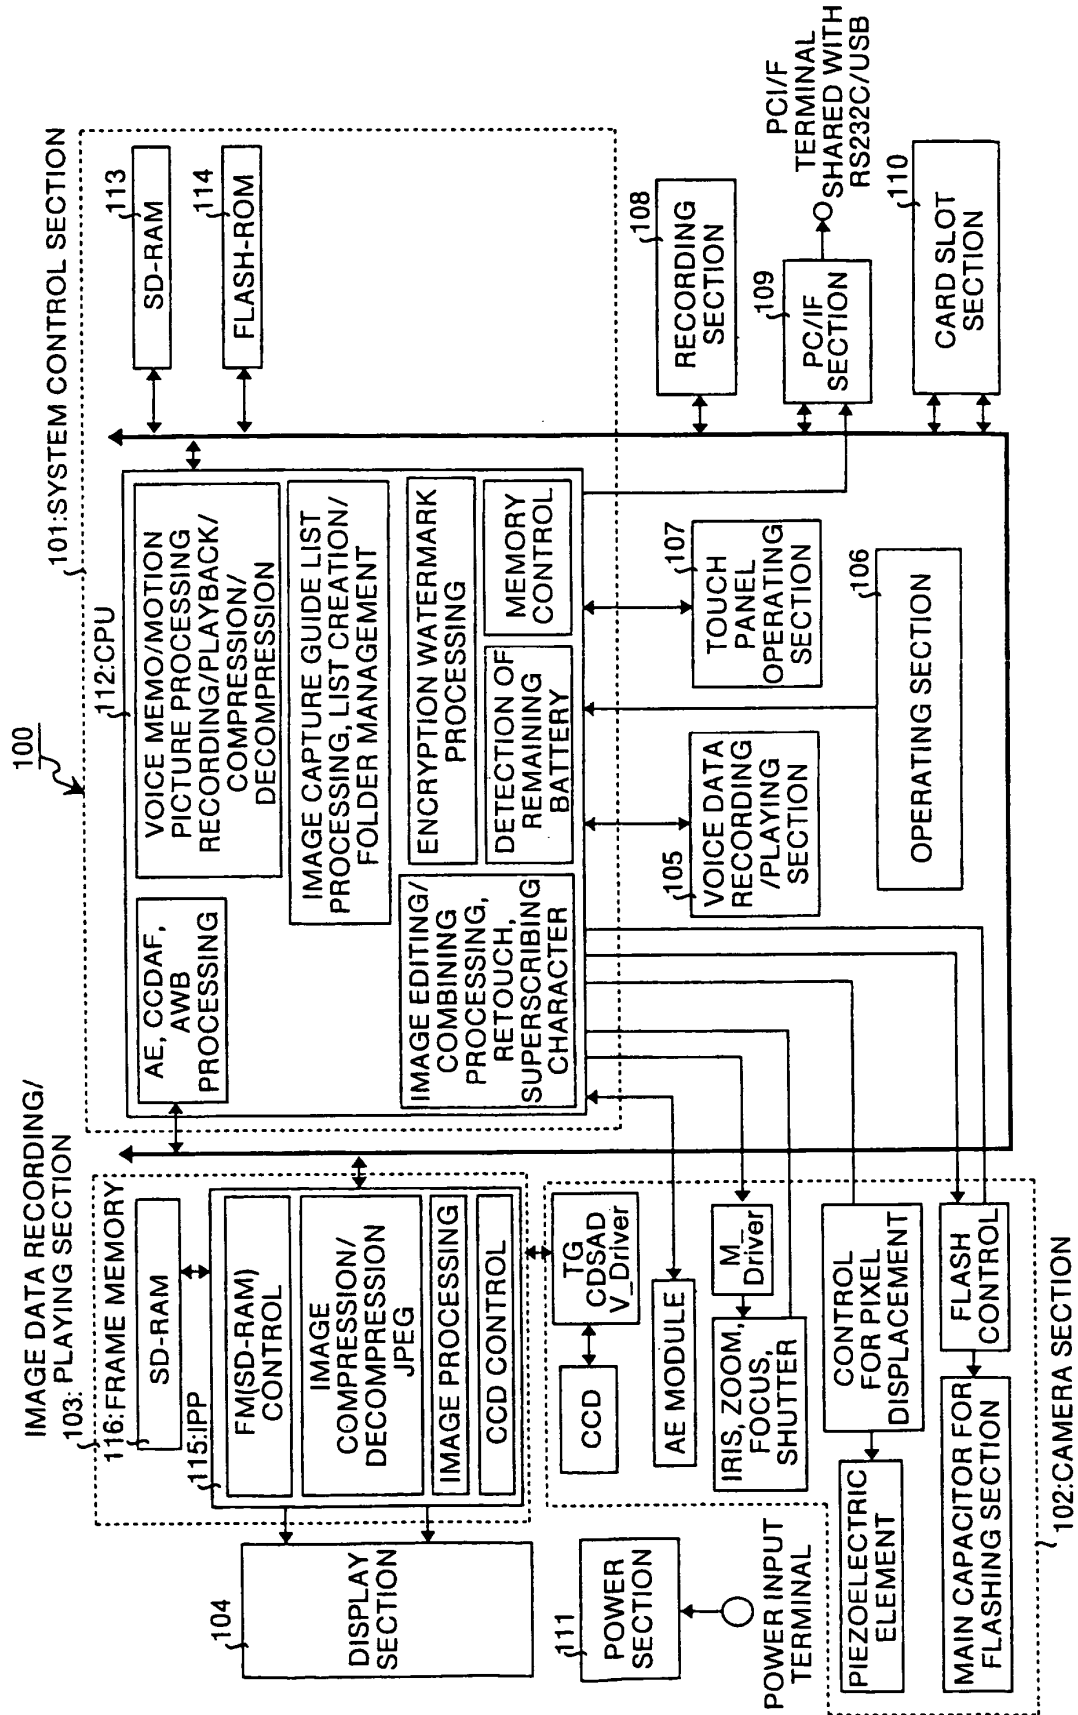 100
101:SYSTEM CONTROL SECTION
112:CPU
VOICE MEMO/MOTION
PICTURE PROCESSING
RECORDING/PLAYBACK/
COMPRESSION/
DECOMPRESSION
AE, CCDAF,
AWB
PROCESSING
IMAGE CAPTURE GUIDE LIST
PROCESSING, LIST CREATION/
FOLDER MANAGEMENT
ENCRYPTION WATERMARK
PROCESSING
IMAGE EDITING/
COMBINING
PROCESSING,
RETOUCH,
SUPERSCRIBING
CHARACTER
DETECTION OF
REMAINING
BATTERY
MEMORY
CONTROL
113
SD-RAM
114
FLASH-ROM
IMAGE DATA RECORDING/
103: PLAYING SECTION
116:FRAME MEMORY
SD-RAM
115:IPP
FM(SD-RAM)
CONTROL
IMAGE
COMPRESSION/
DECOMPRESSION
JPEG
IMAGE PROCESSING
CCD CONTROL
104
DISPLAY
SECTION
111
POWER
SECTION
POWER INPUT
TERMINAL
TG
CDSAD
V_Driver
CCD
AE MODULE
M_
Driver
IRIS, ZOOM,
FOCUS,
SHUTTER
CONTROL
FOR PIXEL
DISPLACEMENT
PIEZOELECTRIC
ELEMENT
FLASH
CONTROL
MAIN CAPACITOR FOR
FLASHING SECTION
102:CAMERA SECTION
105
VOICE DATA
RECORDING
/PLAYING
SECTION
107
TOUCH
PANEL
OPERATING
SECTION
106
OPERATING SECTION
108
RECORDING
SECTION
109
PC/IF
SECTION
PCI/F
TERMINAL
SHARED WITH
RS232C/USB
110
CARD SLOT
SECTION